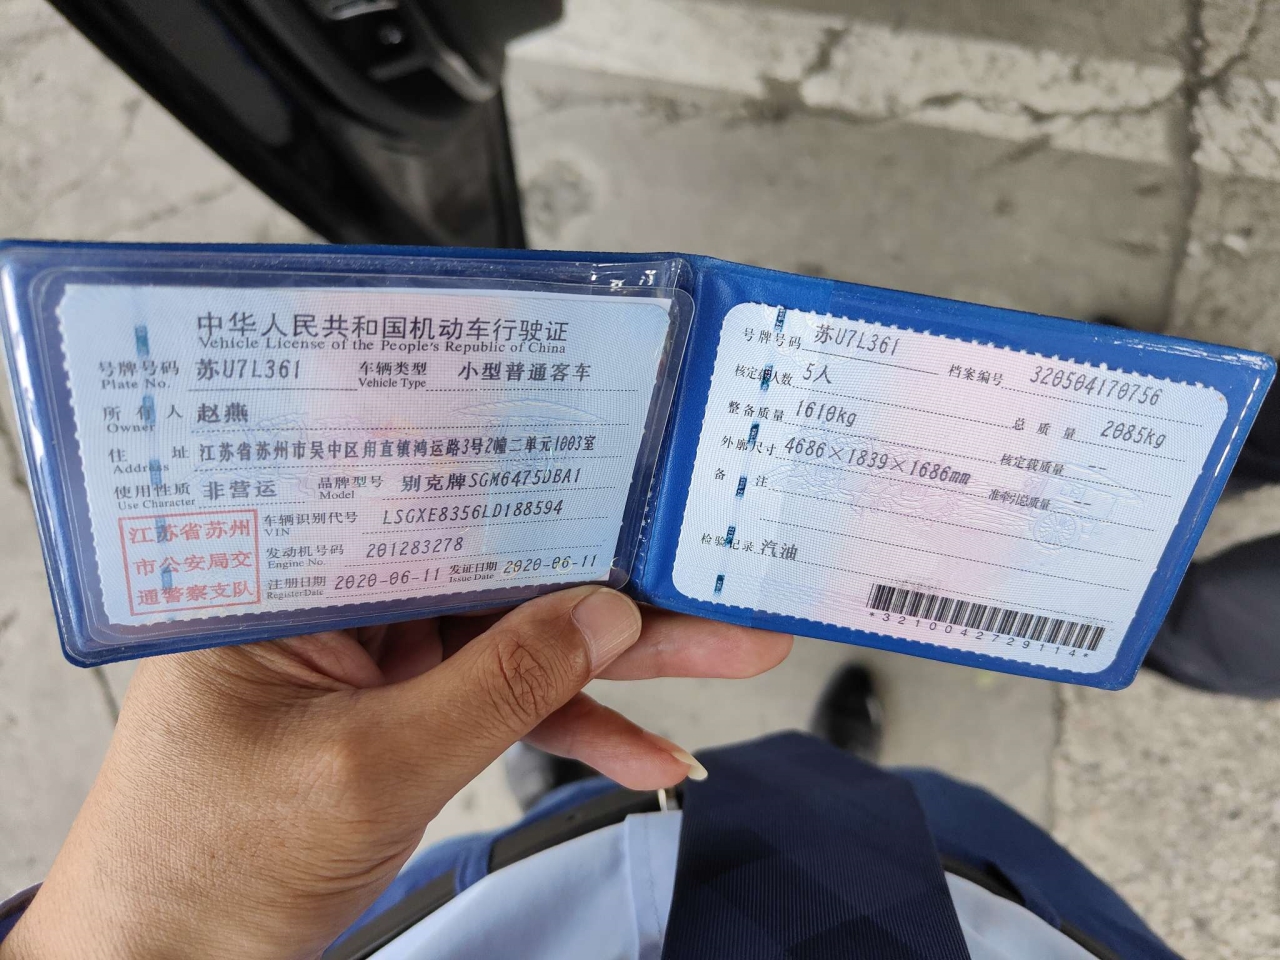 中华人民共和国机动车行驶证
Vehicle License of the People's Republic of China
号牌号码 苏U7L361 车辆类型 小型普通客车
Plate No. Vehicle Type
所有人 赵燕
Owner
住址 江苏省苏州市吴中区甪直镇鸿运路3号2幢二单元1003室
Address
使用性质 非营运 品牌型号 别克牌SGM6475DBA1
Use Character Model
车辆识别代号 LSGXE8356LD188594
VIN
发动机号码 201283278
Engine No.
注册日期 2020-06-11 发证日期 2020-06-11
Register Date Issue Date
江苏省苏州
市公安局交
通警察支队
号牌号码 苏U7L361 档案编号 320504170756
核定载人数 5人 总质量 2085kg
整备质量 1610kg 核定载质量 --
外廓尺寸 4686×1839×1686mm 准牵引总质量 --
备注
检验记录 汽油
*3210042729114*